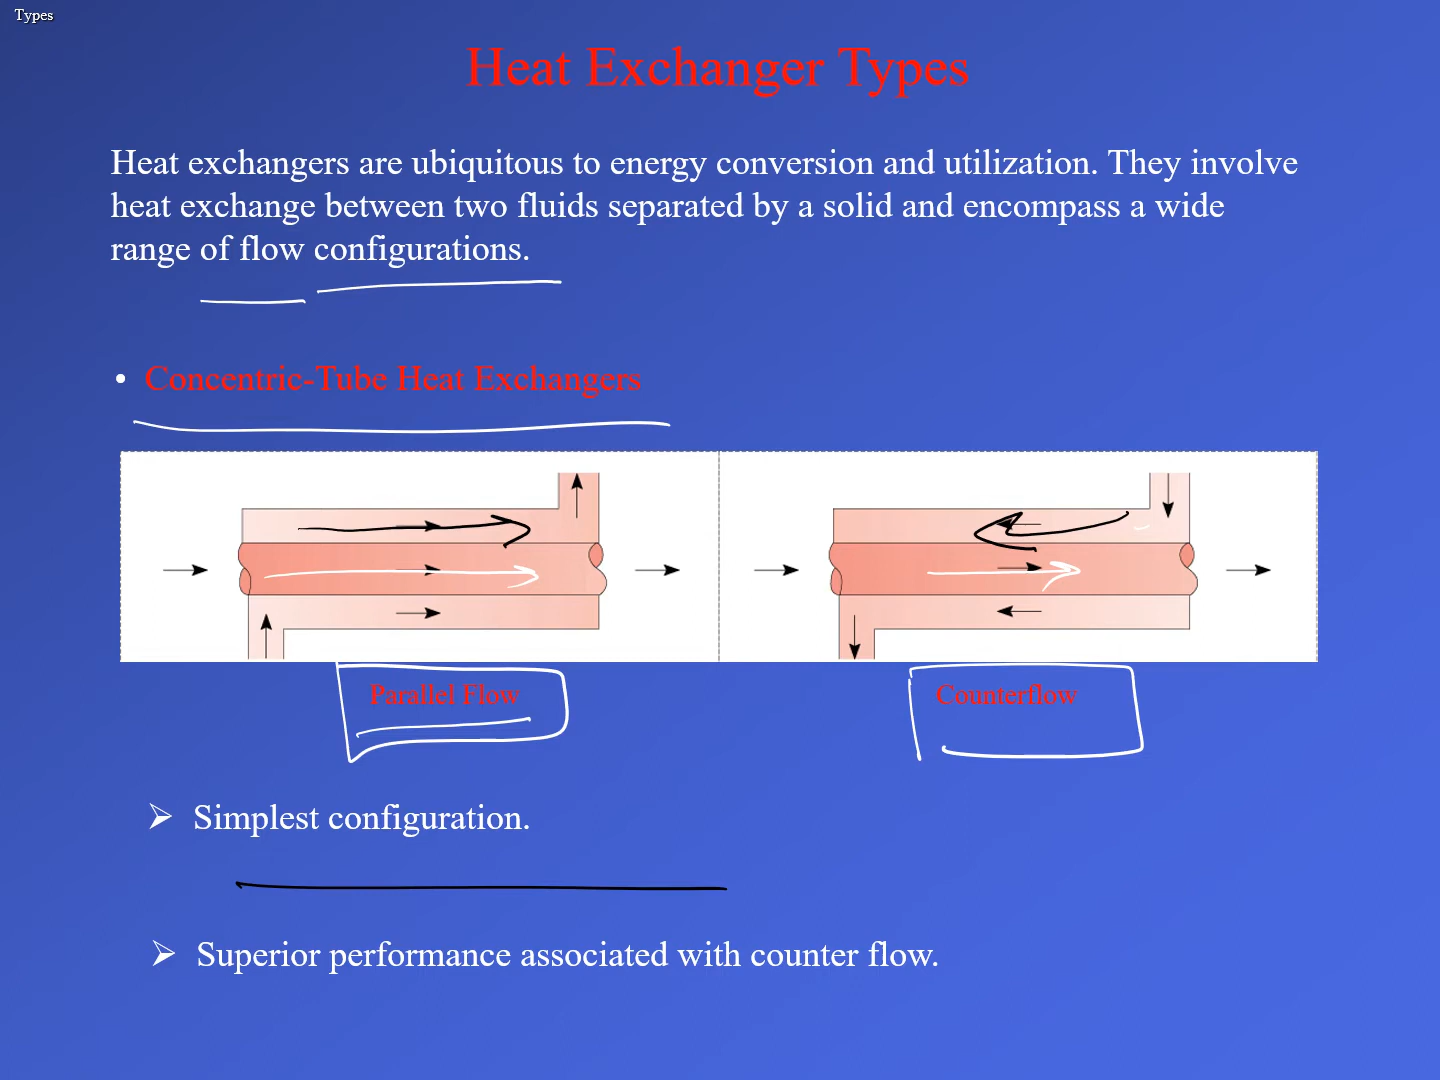 Types
Heat Exchanger Types
Heat exchangers are ubiquitous to energy conversion and utilization. They involve
heat exchange between two fluids separated by a solid and encompass a wide
range of flow configurations.
• Concentric-Tube Heat Exchangers
Parallel Flow
Counterflow
➢ Simplest configuration.
➢ Superior performance associated with counter flow.